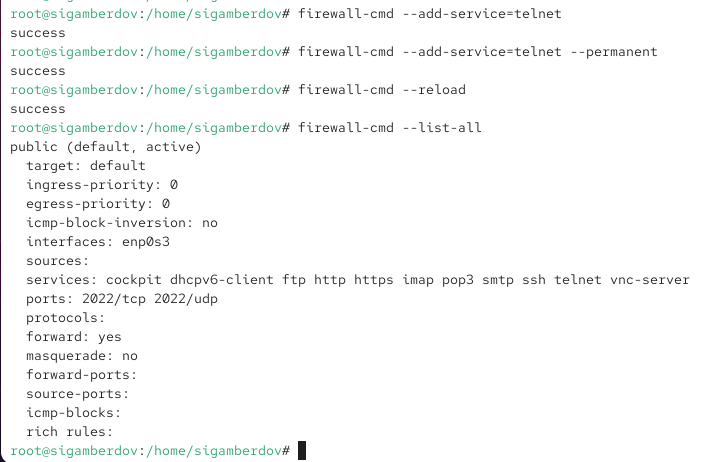 root@sigamberdov:/home/sigamberdov# firewall-cmd --add-service=telnet
success
root@sigamberdov:/home/sigamberdov# firewall-cmd --add-service=telnet --permanent
success
root@sigamberdov:/home/sigamberdov# firewall-cmd --reload
success
root@sigamberdov:/home/sigamberdov# firewall-cmd --list-all
public (default, active)
  target: default
  ingress-priority: 0
  egress-priority: 0
  icmp-block-inversion: no
  interfaces: enp0s3
  sources:
  services: cockpit dhcpv6-client ftp http https imap pop3 smtp ssh telnet vnc-server
  ports: 2022/tcp 2022/udp
  protocols:
  forward: yes
  masquerade: no
  forward-ports:
  source-ports:
  icmp-blocks:
  rich rules:
root@sigamberdov:/home/sigamberdov#